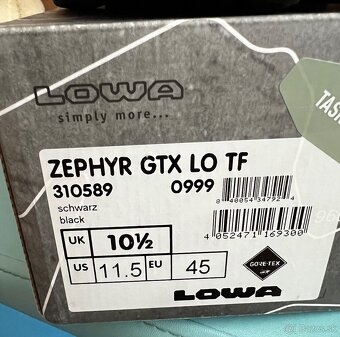 LOWA
simply more...
ZEPHYR GTX LO TF
310589 0999
schwarz
black
UK 10½
US 11.5 EU 45
4 052471 169300
GORE-TEX
LOWA